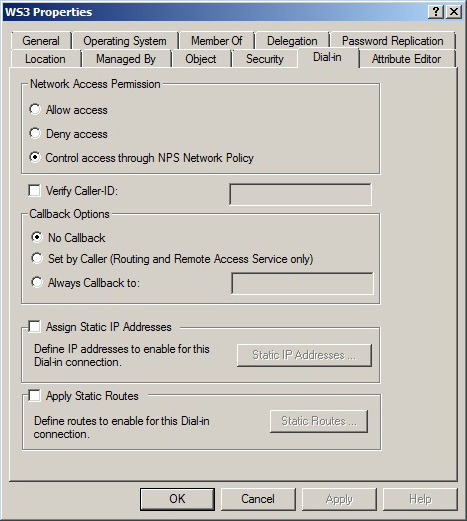 WS3 Properties
General Operating System Member Of Delegation Password Replication
Location Managed By Object Security Dial-in Attribute Editor
Network Access Permission
Allow access
Deny access
Control access through NPS Network Policy
Verify Caller-ID:
Callback Options
No Callback
Set by Caller (Routing and Remote Access Service only)
Always Callback to:
Assign Static IP Addresses
Define IP addresses to enable for this
Dial-in connection.
Static IP Addresses ...
Apply Static Routes
Define routes to enable for this Dial-in
connection.
Static Routes ...
OK Cancel Apply Help